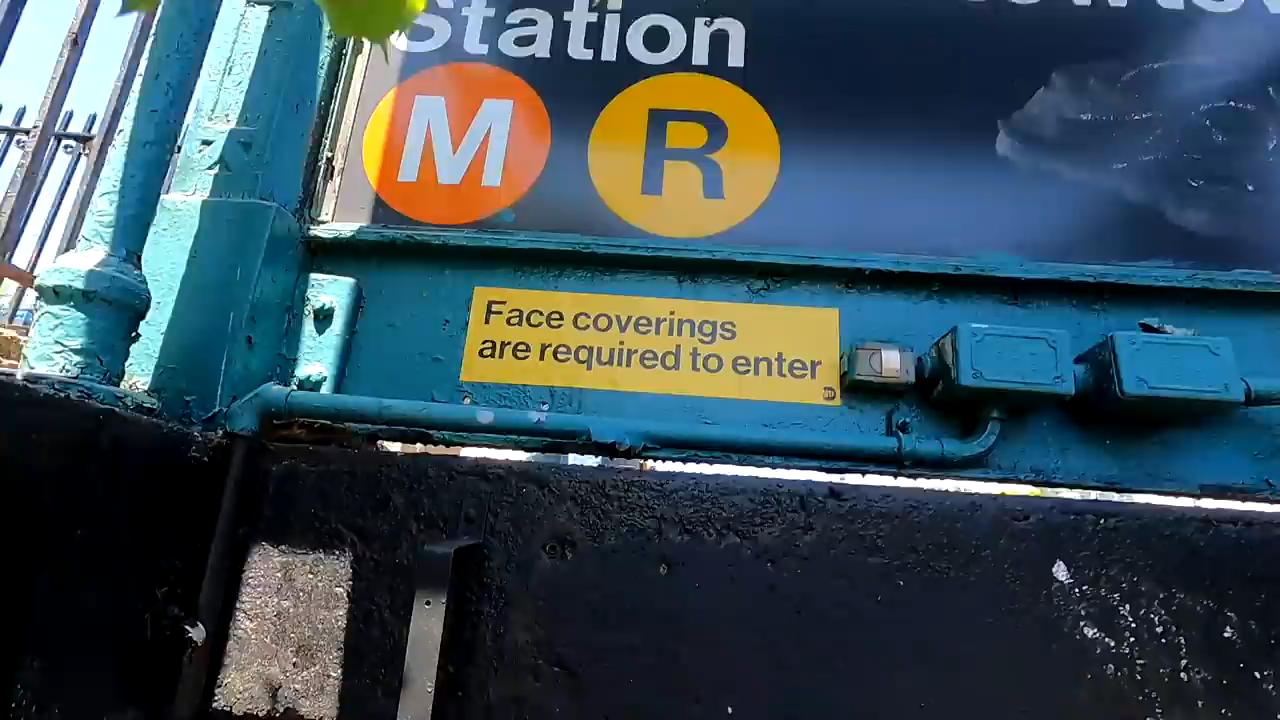 Station
M R
Face coverings
are required to enter